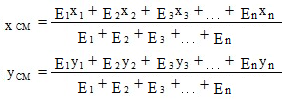 x см = (E₁x₁ + E₂x₂ + E₃x₃ +...+ Eₙxₙ) / (E₁ + E₂ + E₃ +...+ Eₙ)
y см = (E₁y₁ + E₂y₂ + E₃y₃ +...+ Eₙyₙ) / (E₁ + E₂ + E₃ +...+ Eₙ)